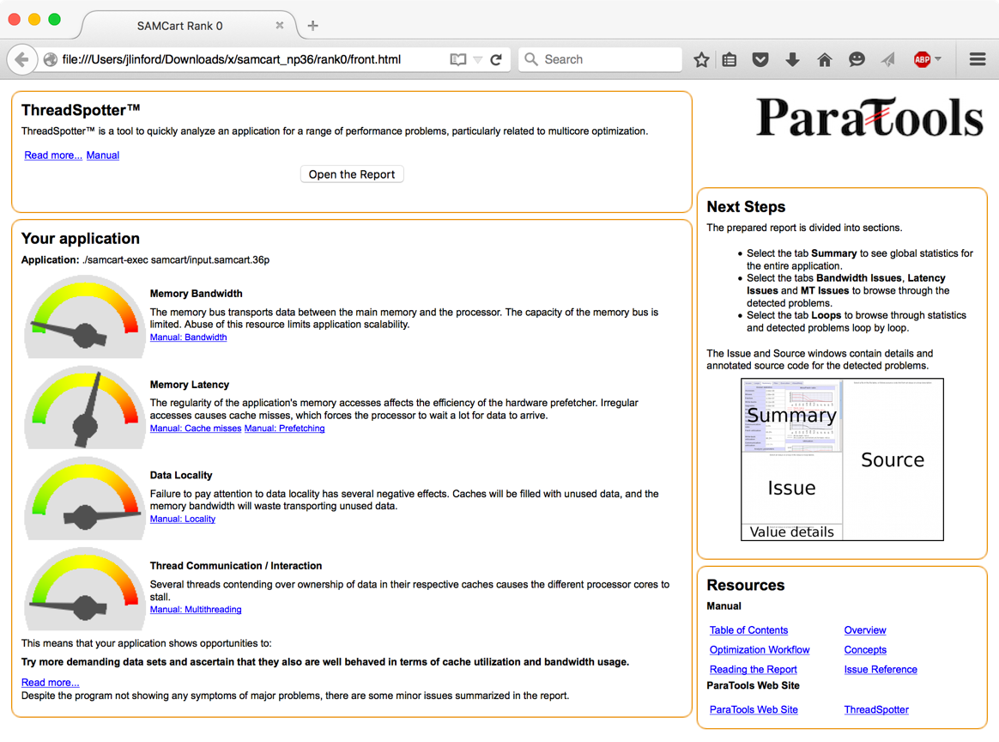 SAMCart Rank 0
file:///Users/jlinford/Downloads/x/samcart_np36/rank0/front.html
Search
ABP
ThreadSpotter™
ThreadSpotter™ is a tool to quickly analyze an application for a range of performance problems, particularly related to multicore optimization.
Read more... Manual
Open the Report
Your application
Application: ./samcart-exec samcart/input.samcart.36p
Memory Bandwidth
The memory bus transports data between the main memory and the processor. The capacity of the memory bus is
limited. Abuse of this resource limits application scalability.
Manual: Bandwidth
Memory Latency
The regularity of the application's memory accesses affects the efficiency of the hardware prefetcher. Irregular
accesses causes cache misses, which forces the processor to wait a lot for data to arrive.
Manual: Cache misses Manual: Prefetching
Data Locality
Failure to pay attention to data locality has several negative effects. Caches will be filled with unused data, and the
memory bandwidth will waste transporting unused data.
Manual: Locality
Thread Communication / Interaction
Several threads contending over ownership of data in their respective caches causes the different processor cores to
stall.
Manual: Multithreading
This means that your application shows opportunities to:
Try more demanding data sets and ascertain that they also are well behaved in terms of cache utilization and bandwidth usage.
Read more...
Despite the program not showing any symptoms of major problems, there are some minor issues summarized in the report.
ParaTools
Next Steps
The prepared report is divided into sections.
• Select the tab Summary to see global statistics for
the entire application.
• Select the tabs Bandwidth Issues, Latency
Issues and MT Issues to browse through the
detected problems.
• Select the tab Loops to browse through statistics
and detected problems loop by loop.
The Issue and Source windows contain details and
annotated source code for the detected problems.
Summary
Source
Issue
Value details
Resources
Manual
Table of Contents Overview
Optimization Workflow Concepts
Reading the Report Issue Reference
ParaTools Web Site
ParaTools Web Site ThreadSpotter